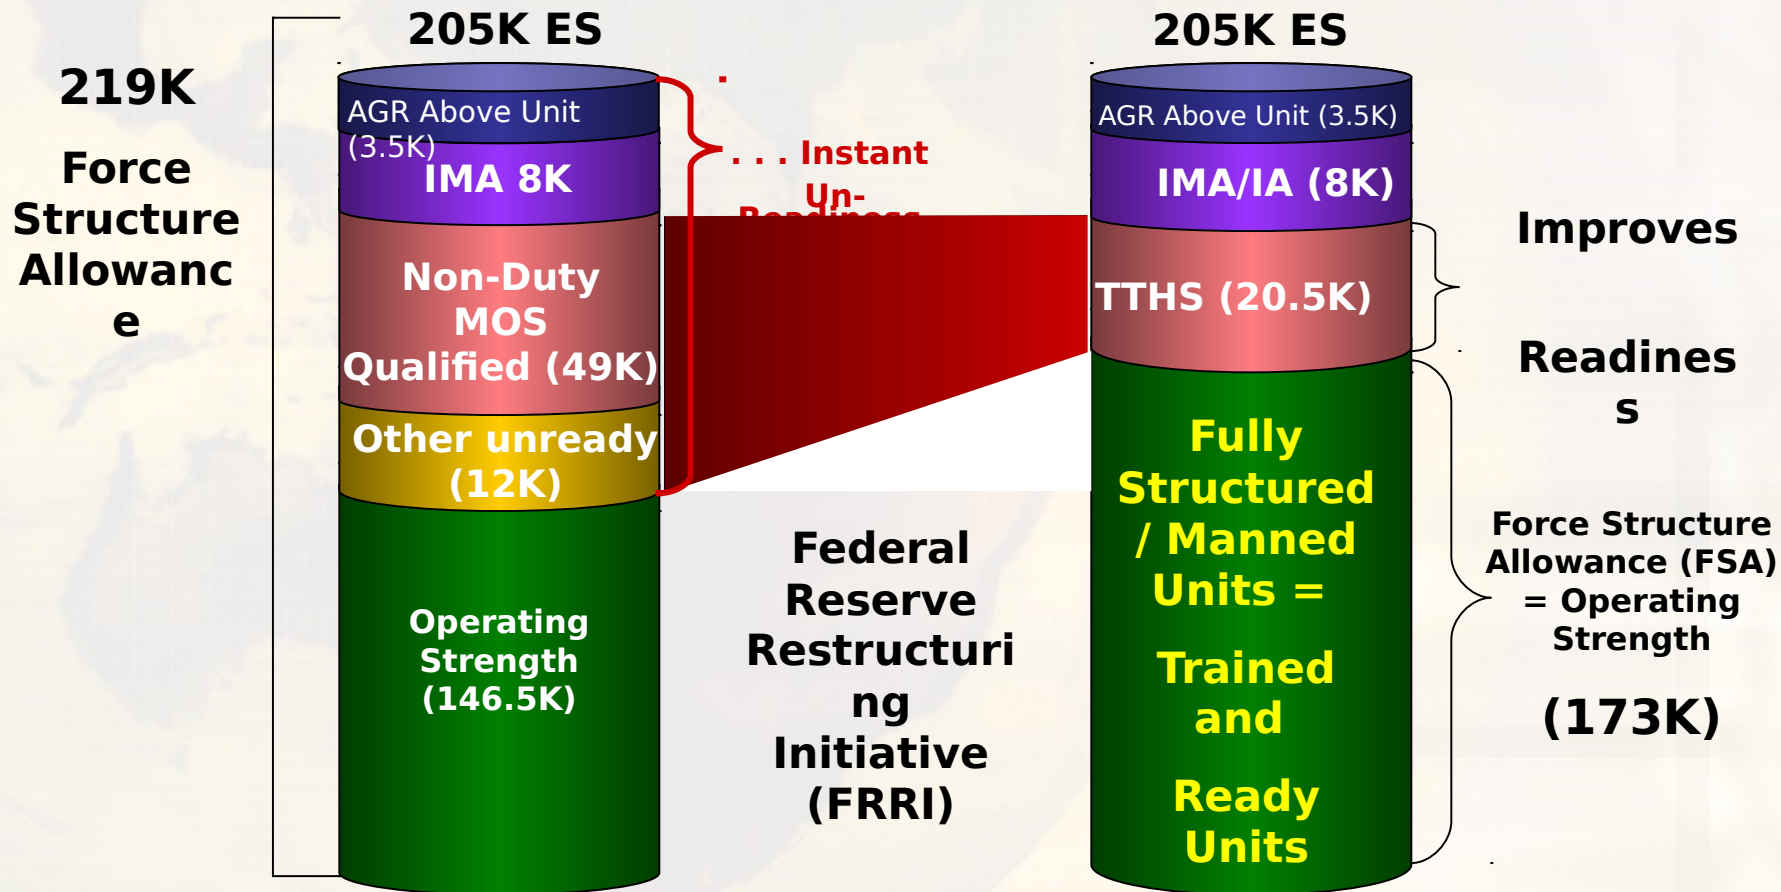 205K ES
219K
Force
Structure
Allowanc
e
AGR Above Unit
(3.5K)
IMA 8K
Non-Duty
MOS
Qualified (49K)
Other unready
(12K)
Operating
Strength
(146.5K)
. . . Instant
Un-
Readiness
Federal
Reserve
Restructuri
ng
Initiative
(FRRI)
205K ES
AGR Above Unit (3.5K)
IMA/IA (8K)
TTHS (20.5K)
Fully
Structured
/ Manned
Units =
Trained
and
Ready
Units
Improves
Readines
s
Force Structure
Allowance (FSA)
= Operating
Strength
(173K)